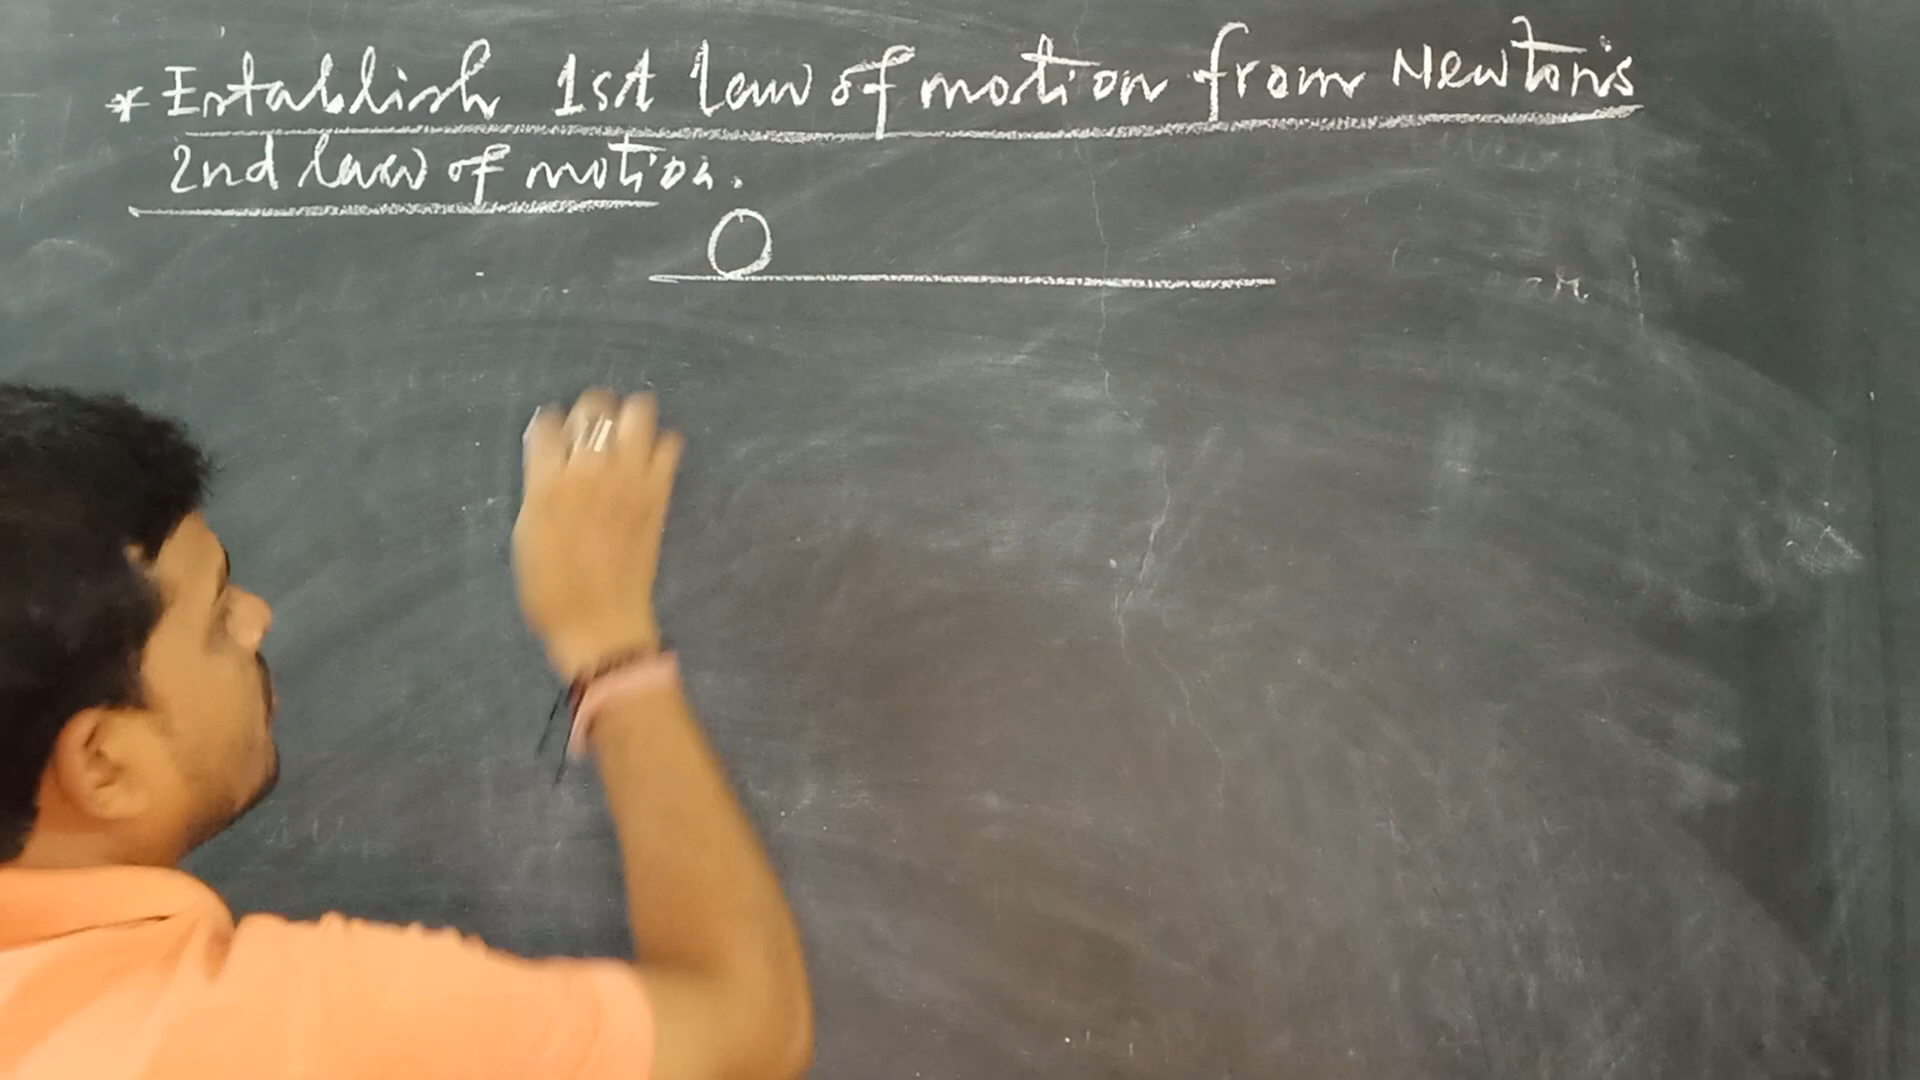 * Establish 1st law of motion from Newton's
2nd law of motion.